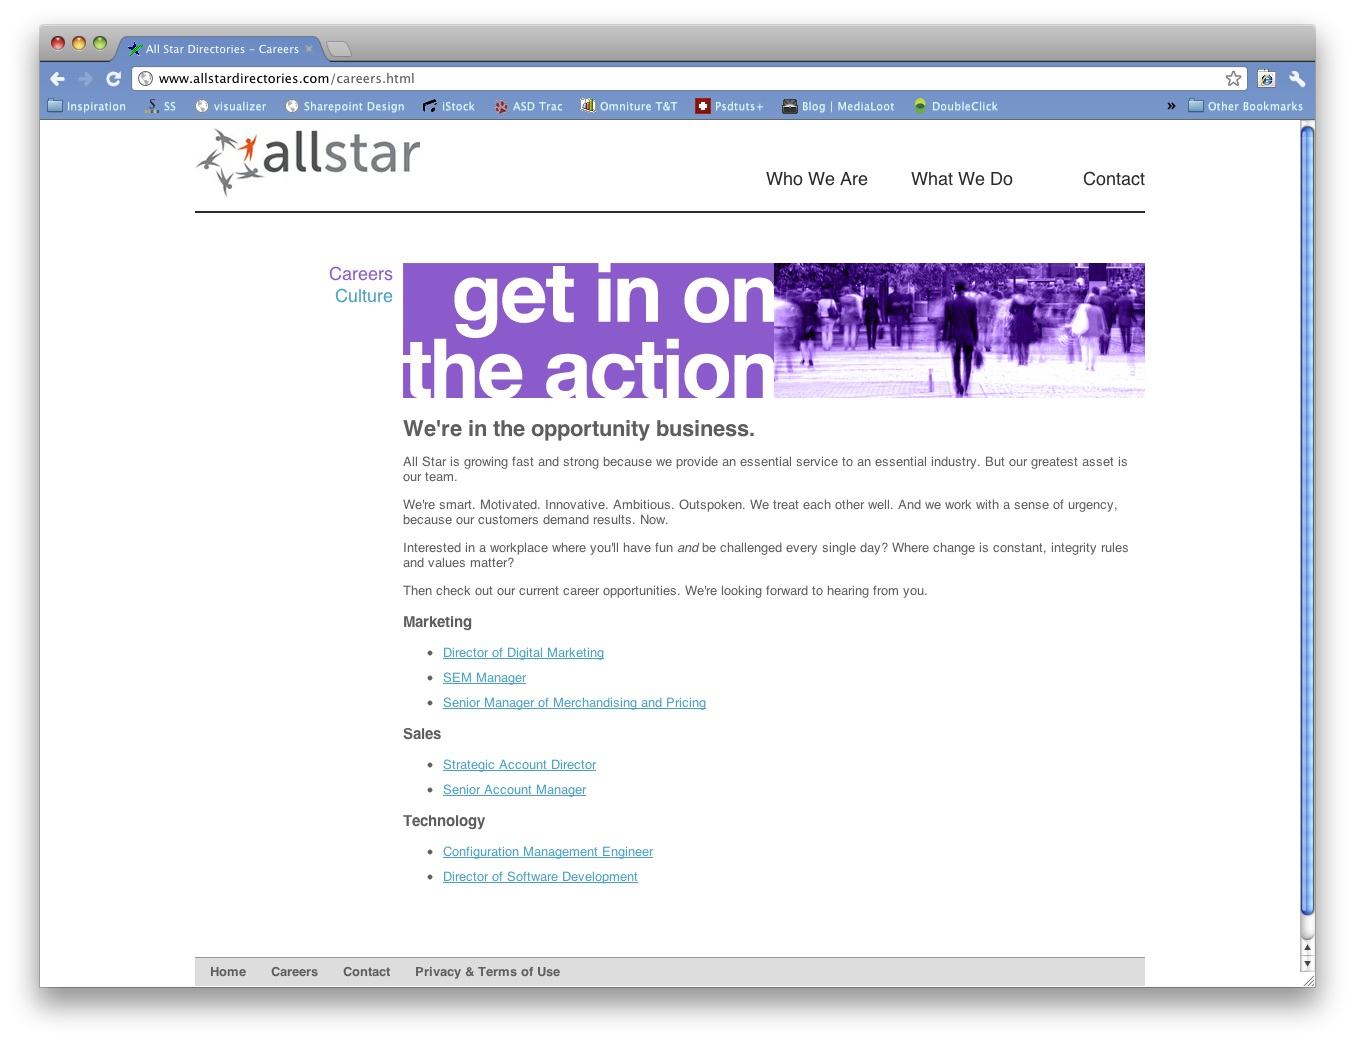 All Star Directories – Careers
www.allstardirectories.com/careers.html
Inspiration SS visualizer Sharepoint Design iStock ASD Trac Omniture T&T Psdtuts+ Blog | MediaLoot DoubleClick » Other Bookmarks
allstar
Who We Are What We Do Contact
Careers
Culture
get in on
the action
We're in the opportunity business.
All Star is growing fast and strong because we provide an essential service to an essential industry. But our greatest asset is
our team.
We're smart. Motivated. Innovative. Ambitious. Outspoken. We treat each other well. And we work with a sense of urgency,
because our customers demand results. Now.
Interested in a workplace where you'll have fun and be challenged every single day? Where change is constant, integrity rules
and values matter?
Then check out our current career opportunities. We're looking forward to hearing from you.
Marketing
• Director of Digital Marketing
• SEM Manager
• Senior Manager of Merchandising and Pricing
Sales
• Strategic Account Director
• Senior Account Manager
Technology
• Configuration Management Engineer
• Director of Software Development
Home Careers Contact Privacy & Terms of Use